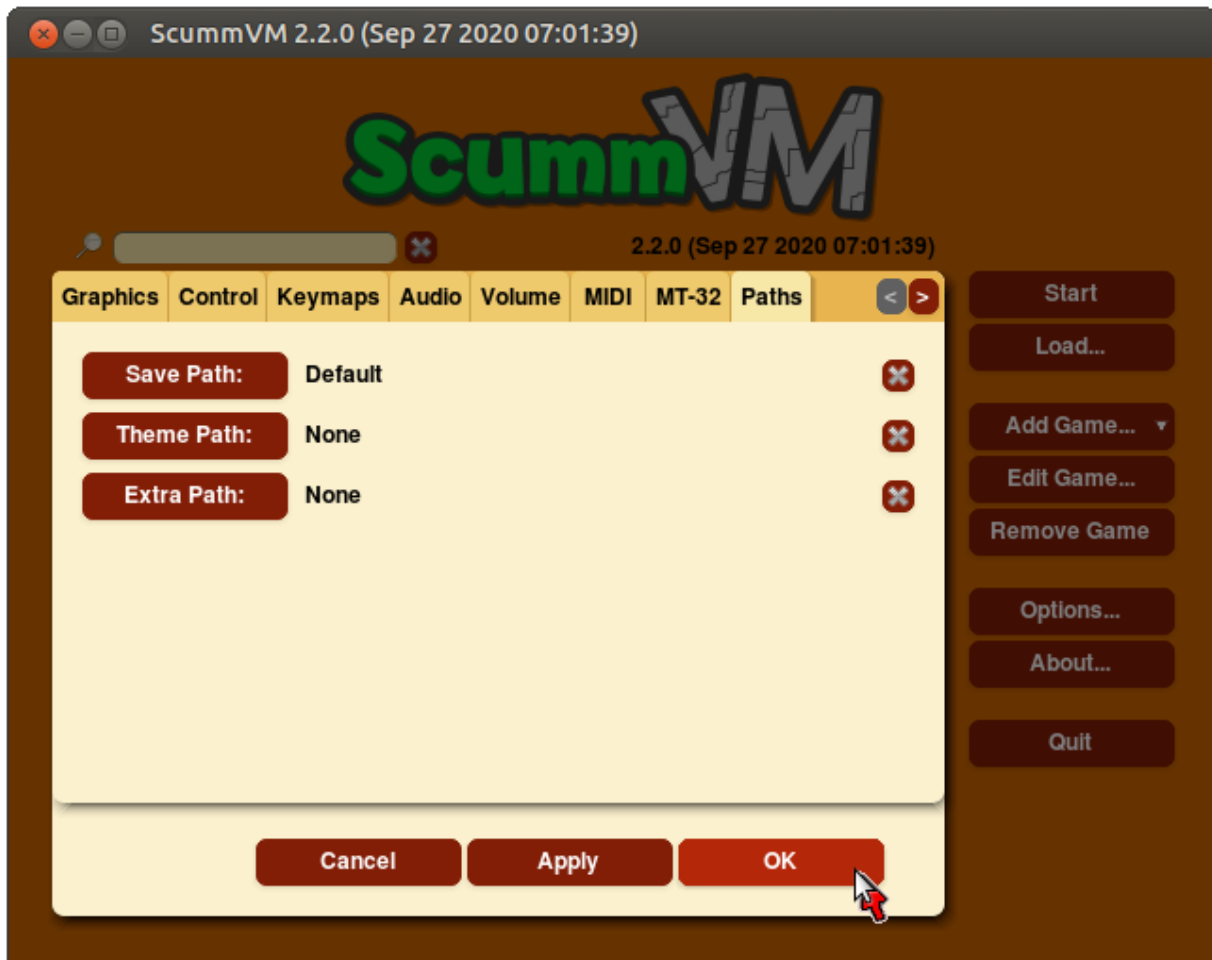 ScummVM 2.2.0 (Sep 27 2020 07:01:39)
ScummVM
2.2.0 (Sep 27 2020 07:01:39)
Graphics Control Keymaps Audio Volume MIDI MT-32 Paths < >
Save Path: Default
Theme Path: None
Extra Path: None
Cancel Apply OK
Start
Load...
Add Game...
Edit Game...
Remove Game
Options...
About...
Quit